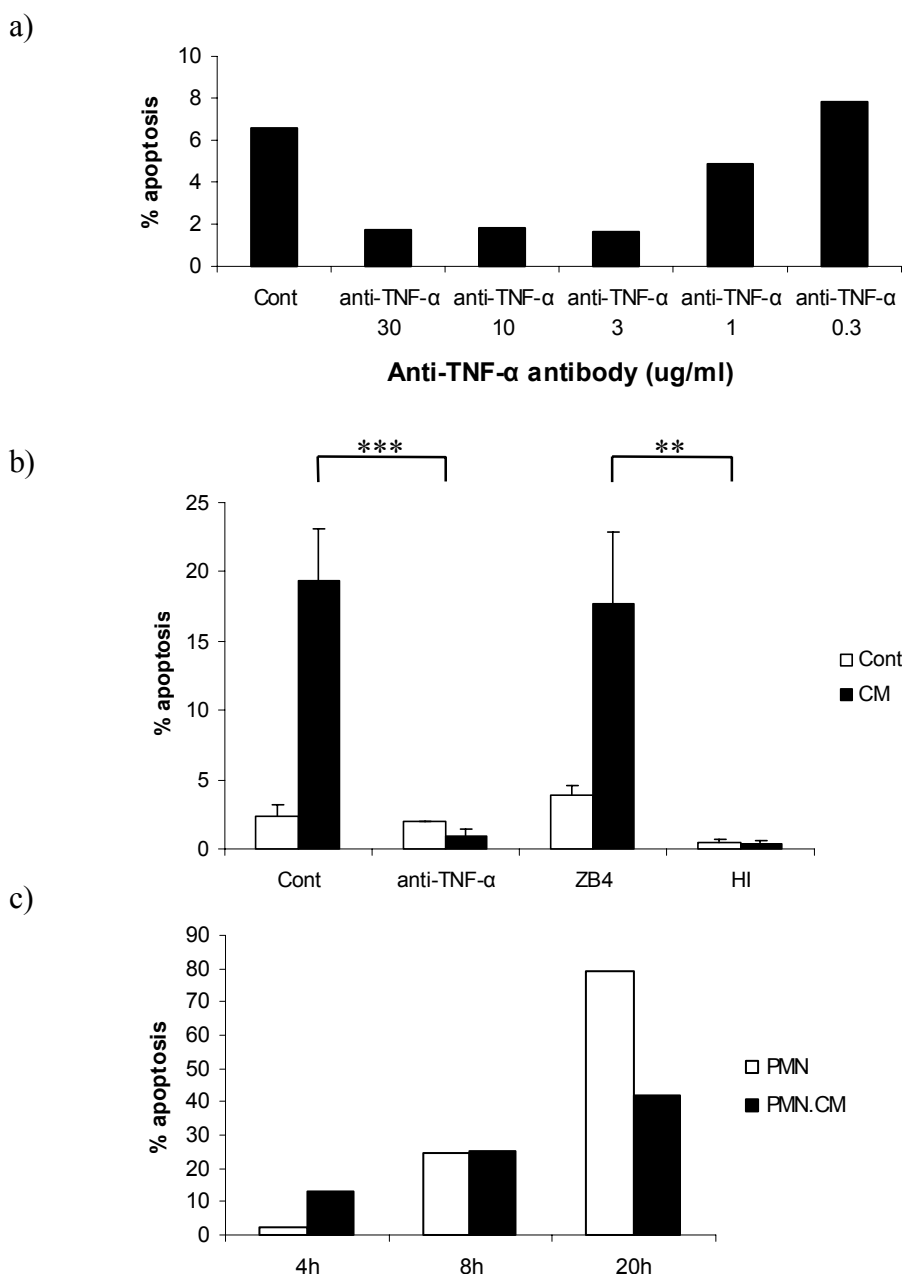 a)
10
8
6
4
2
0
% apoptosis
Cont anti-TNF-α anti-TNF-α anti-TNF-α anti-TNF-α anti-TNF-α
30 10 3 1 0.3
Anti-TNF-α antibody (ug/ml)
b)
*** **
25
20
15
10
5
0
% apoptosis
Cont anti-TNF-α ZB4 HI
Cont
CM
c)
90
80
70
60
50
40
30
20
10
0
% apoptosis
4h 8h 20h
PMN
PMN.CM